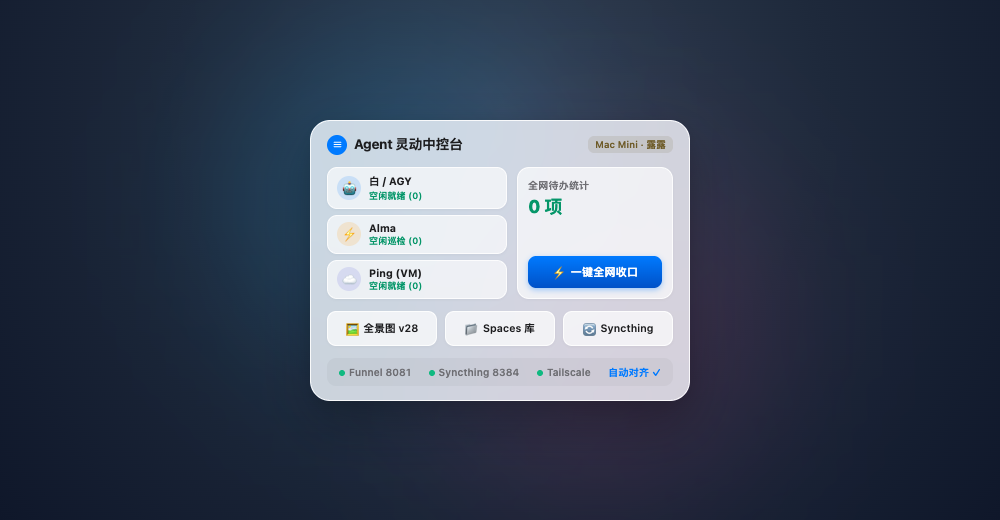 Agent 灵动中控台
Mac Mini · 露露
白 / AGY
空闲就绪 (0)
Alma
空闲巡检 (0)
Ping (VM)
空闲就绪 (0)
全网待办统计
0 项
⚡ 一键全网收口
全景图 v28
Spaces 库
Syncthing
Funnel 8081
Syncthing 8384
Tailscale
自动对齐 ✓